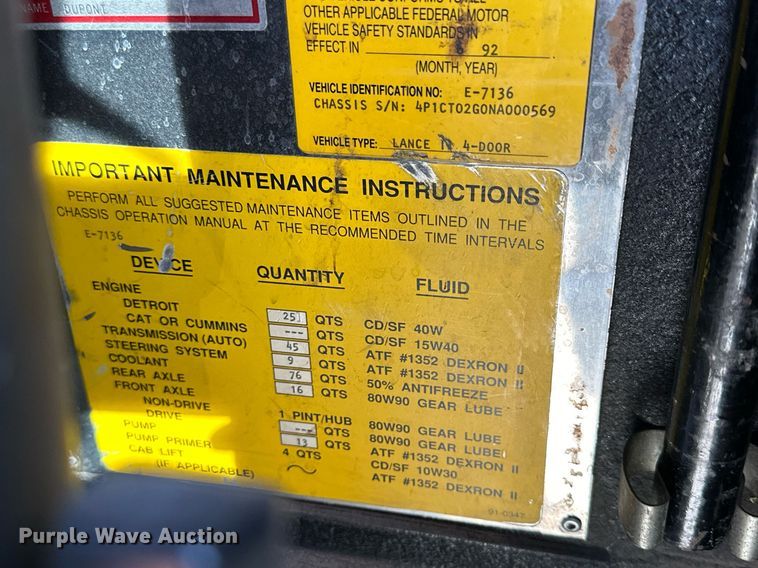 NAME DUPONT
OTHER APPLICABLE FEDERAL MOTOR
VEHICLE SAFETY STANDARDS IN
EFFECT IN 92
(MONTH, YEAR)
VEHICLE IDENTIFICATION NO: E-7136
CHASSIS S/N: 4P1CT02G0NA000569
VEHICLE TYPE: LANCE 4-DOOR
IMPORTANT MAINTENANCE INSTRUCTIONS
PERFORM ALL SUGGESTED MAINTENANCE ITEMS OUTLINED IN THE
CHASSIS OPERATION MANUAL AT THE RECOMMENDED TIME INTERVALS
E-7136
DEVICE QUANTITY FLUID
ENGINE
DETROIT 25 QTS CD/SF 40W
CAT OR CUMMINS --- QTS CD/SF 15W40
TRANSMISSION (AUTO) 45 QTS ATF #1352 DEXRON II
STEERING SYSTEM 9 QTS ATF #1352 DEXRON II
COOLANT 76 QTS 50% ANTIFREEZE
REAR AXLE 16 QTS 80W90 GEAR LUBE
FRONT AXLE
NON-DRIVE 1 PINT/HUB 80W90 GEAR LUBE
DRIVE --- QTS 80W90 GEAR LUBE
PUMP 13 QTS ATF #1352 DEXRON II
PUMP PRIMER 4 QTS CD/SF 10W30
CAB LIFT ATF #1352 DEXRON II
(IF APPLICABLE)
91-0347
Purple Wave Auction